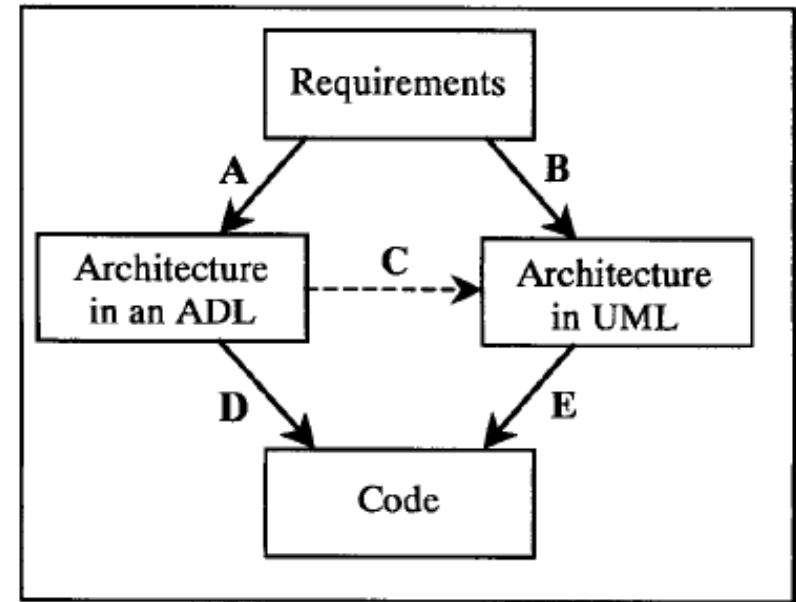 Requirements
A
B
Architecture
in an ADL
C
Architecture
in UML
D
E
Code